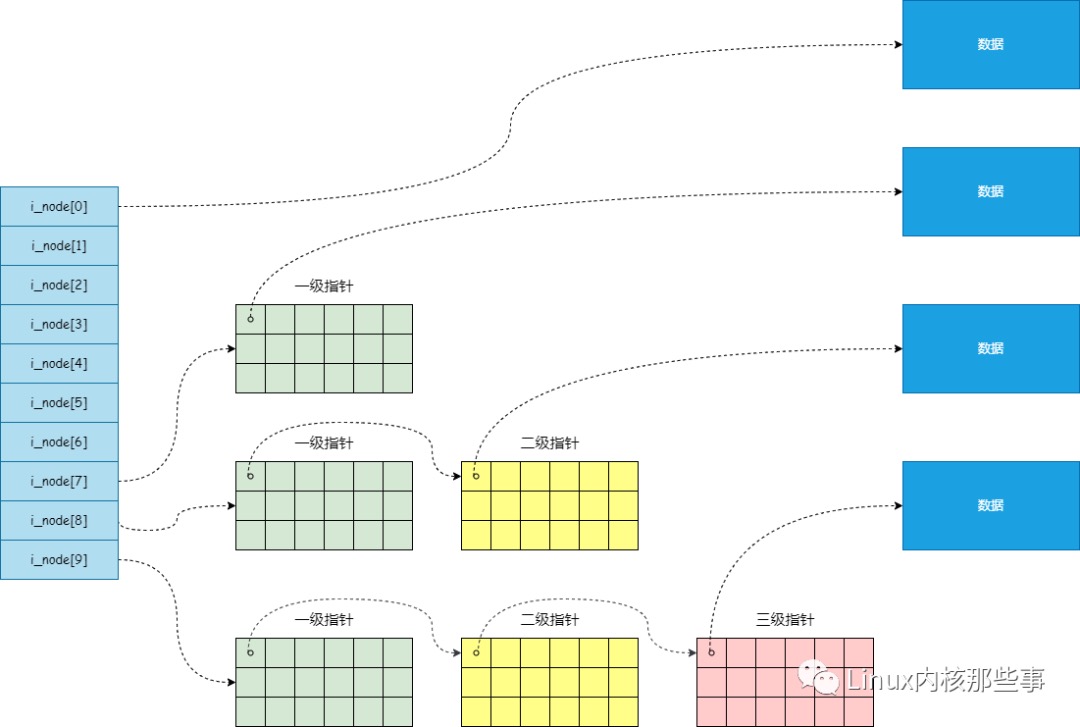 数据
数据
i_node[0]
i_node[1]
i_node[2]
i_node[3]
i_node[4]
i_node[5]
i_node[6]
i_node[7]
i_node[8]
i_node[9]
一级指针
数据
一级指针
二级指针
数据
一级指针
二级指针
三级指针
Linux内核那些事